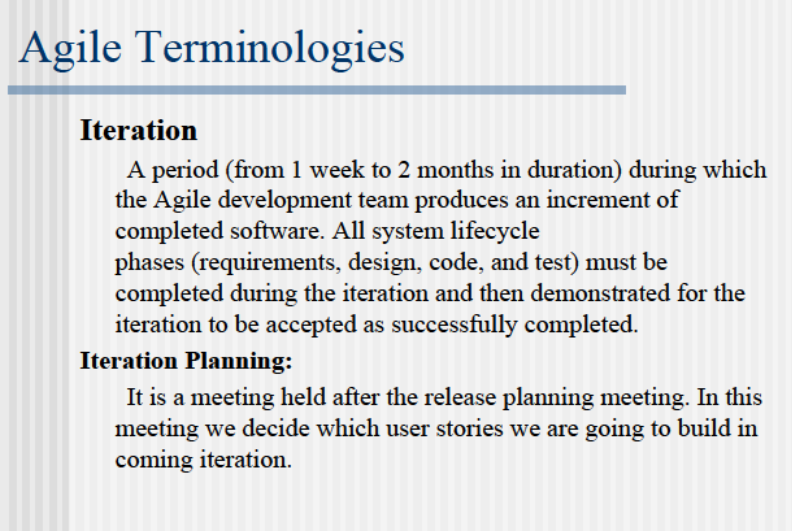 Agile Terminologies
Iteration
A period (from 1 week to 2 months in duration) during which
the Agile development team produces an increment of
completed software. All system lifecycle
phases (requirements, design, code, and test) must be
completed during the iteration and then demonstrated for the
iteration to be accepted as successfully completed.
Iteration Planning:
It is a meeting held after the release planning meeting. In this
meeting we decide which user stories we are going to build in
coming iteration.